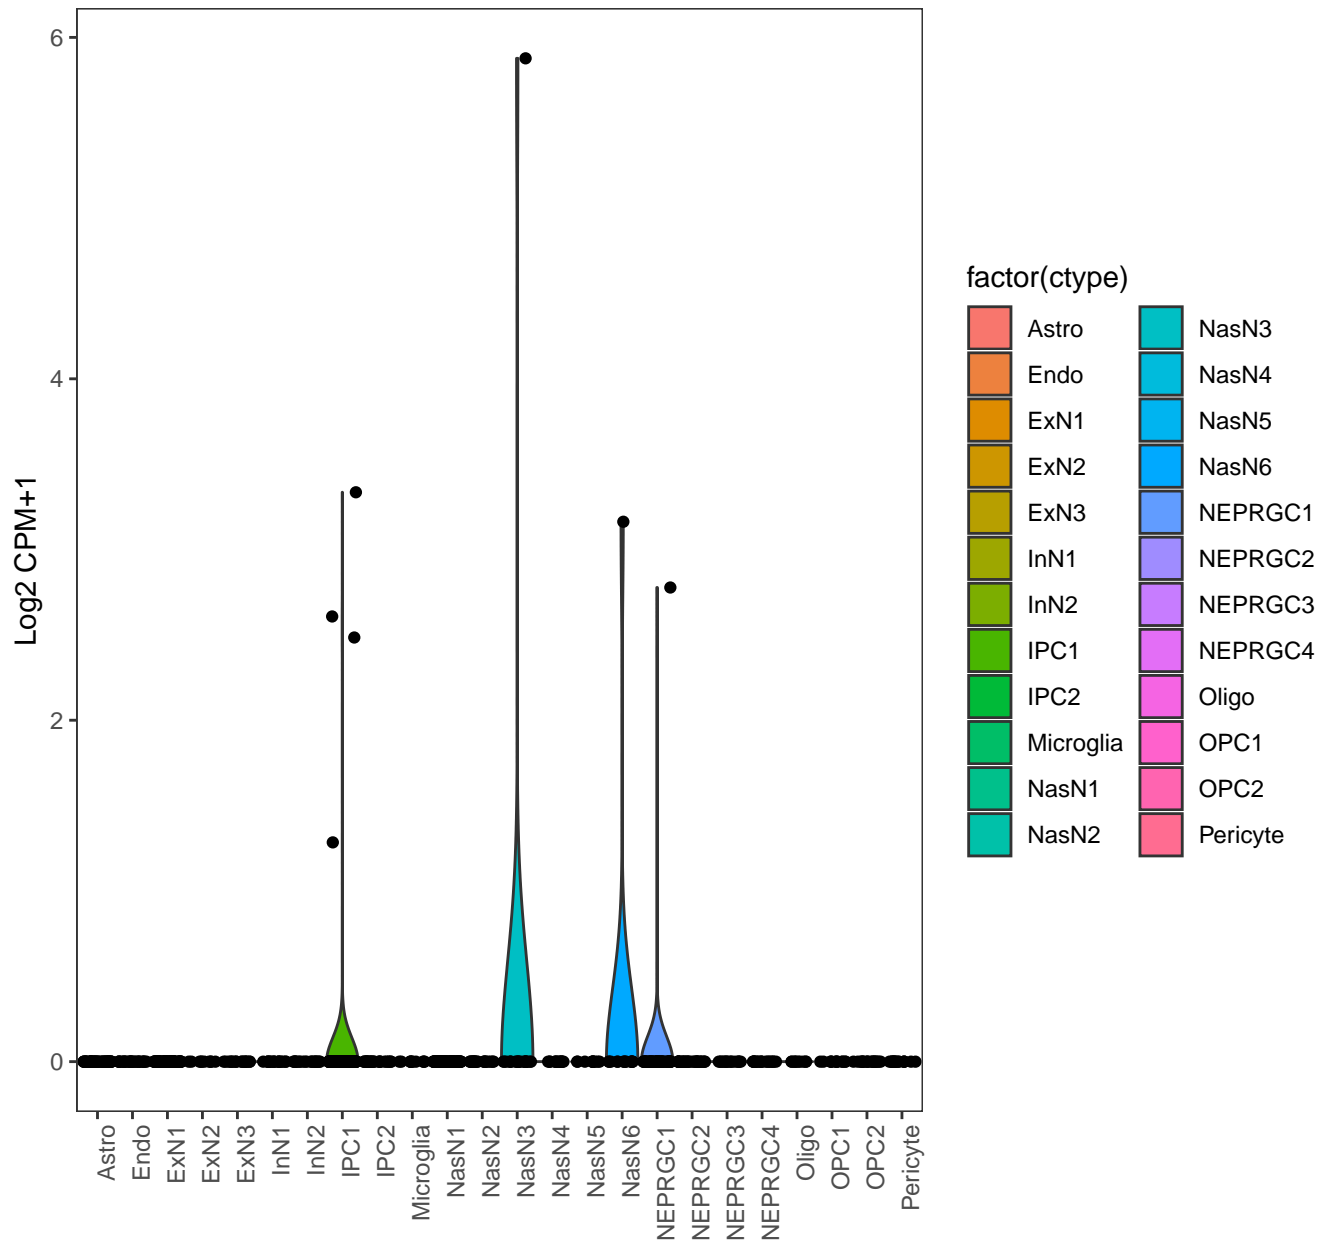 6
4
2
0
Log2 CPM+1
Astro
Endo
ExN1
ExN2
ExN3
InN1
InN2
IPC1
IPC2
Microglia
NasN1
NasN2
NasN3
NasN4
NasN5
NasN6
NEPRGC1
NEPRGC2
NEPRGC3
NEPRGC4
Oligo
OPC1
OPC2
Pericyte
factor(ctype)
Astro
Endo
ExN1
ExN2
ExN3
InN1
InN2
IPC1
IPC2
Microglia
NasN1
NasN2
NasN3
NasN4
NasN5
NasN6
NEPRGC1
NEPRGC2
NEPRGC3
NEPRGC4
Oligo
OPC1
OPC2
Pericyte